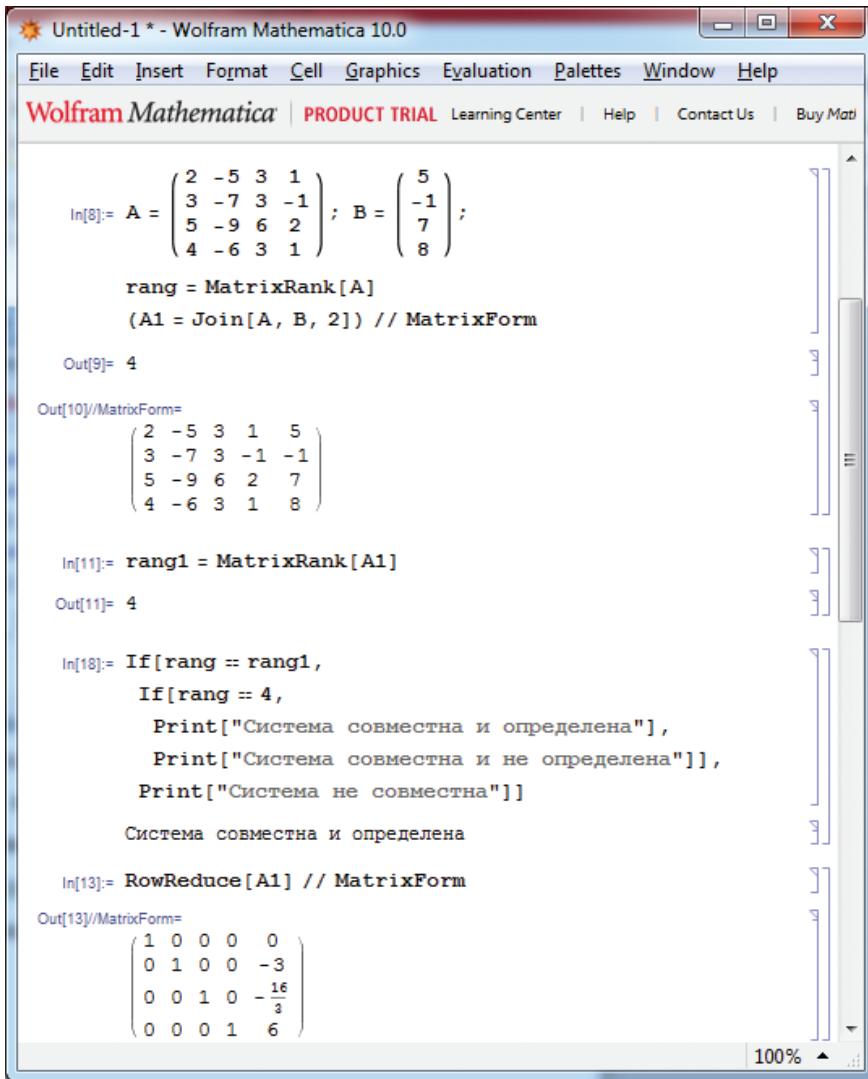 Untitled-1 * - Wolfram Mathematica 10.0
File Edit Insert Format Cell Graphics Evaluation Palettes Window Help
Wolfram Mathematica | PRODUCT TRIAL Learning Center | Help | Contact Us | Buy Mat
2 -5 3 1 5
In[8]:= A = 3 -7 3 -1 ; B = -1 ;
5 -9 6 2 7
4 -6 3 1 8
rang = MatrixRank[A]
(A1 = Join[A, B, 2]) // MatrixForm
Out[9]= 4
Out[10]//MatrixForm=
2 -5 3 1 5
3 -7 3 -1 -1
5 -9 6 2 7
4 -6 3 1 8
In[11]:= rang1 = MatrixRank[A1]
Out[11]= 4
In[18]:= If[rang == rang1,
If[rang == 4,
Print["Система совместна и определена"],
Print["Система совместна и не определена"]],
Print["Система не совместна"]]
Система совместна и определена
In[13]:= RowReduce[A1] // MatrixForm
Out[13]//MatrixForm=
1 0 0 0 0
0 1 0 0 -3
0 0 1 0 -16/3
0 0 0 1 6
100%